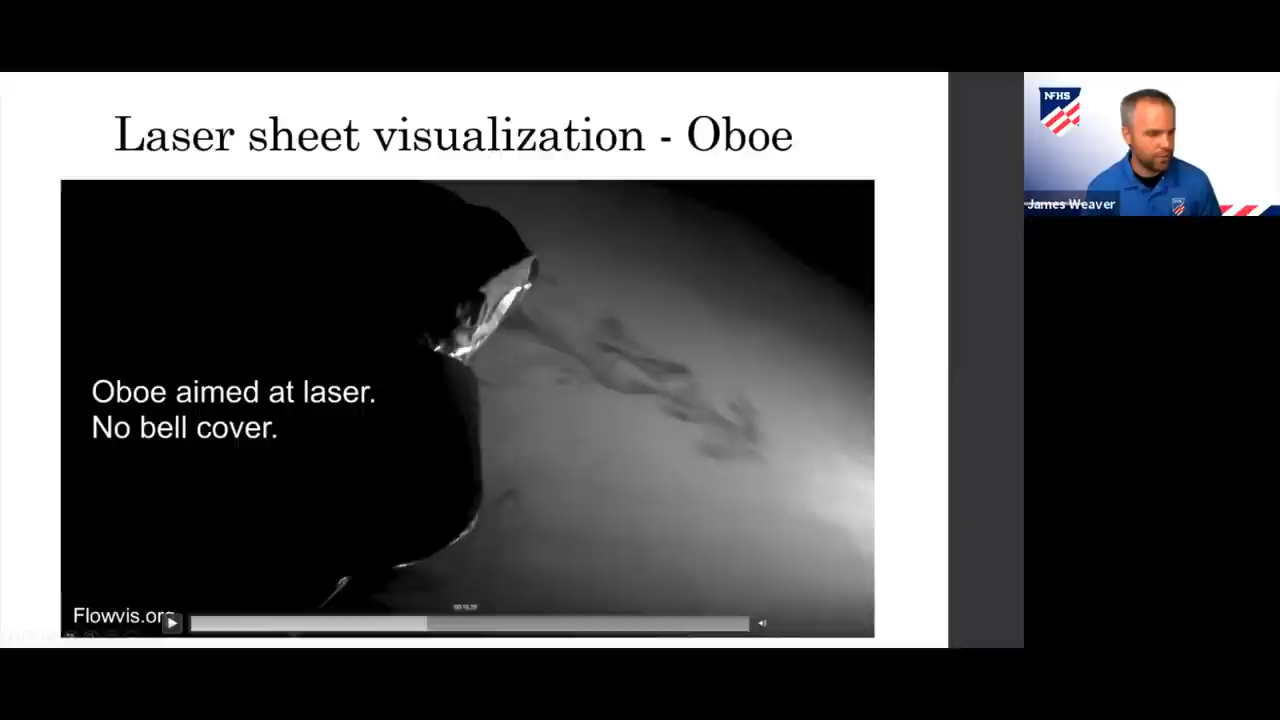 Laser sheet visualization - Oboe
NFHS
James Weaver
Oboe aimed at laser.
No bell cover.
Flowvis.org